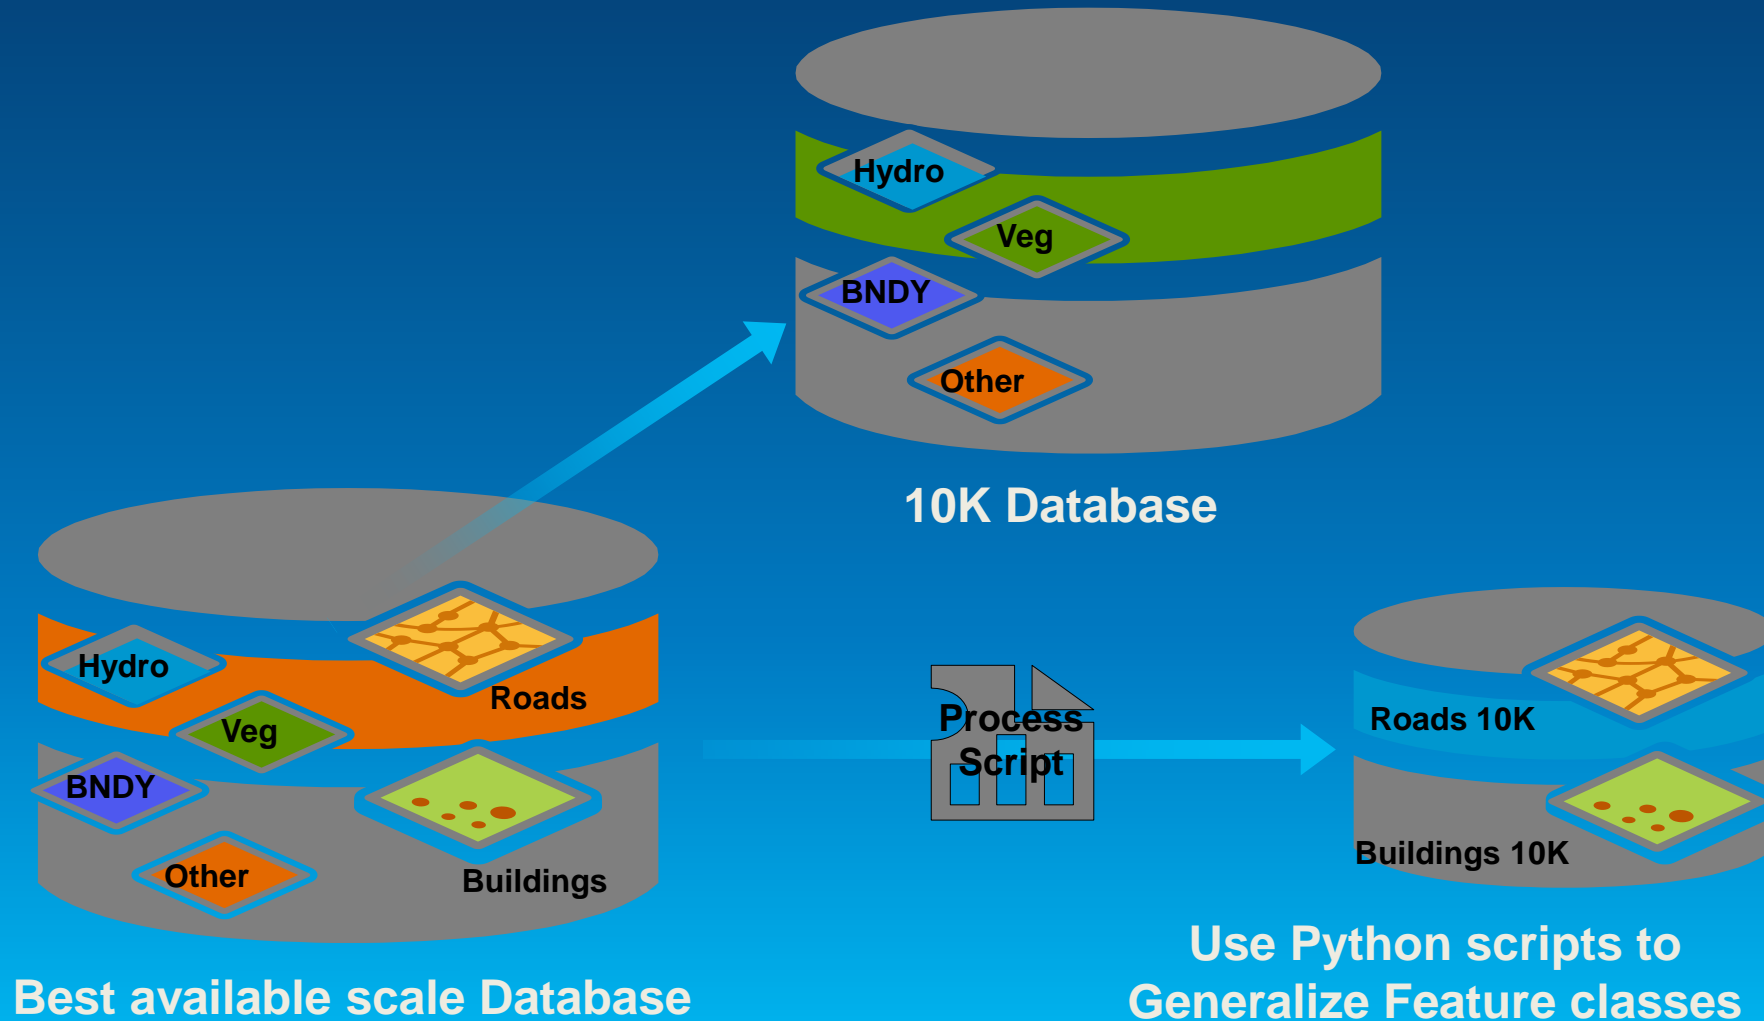 Hydro
Veg
BNDY
Other
10K Database
Hydro
Roads
Veg
BNDY
Other
Buildings
Best available scale Database
Process
Script
Roads 10K
Buildings 10K
Use Python scripts to
Generalize Feature classes